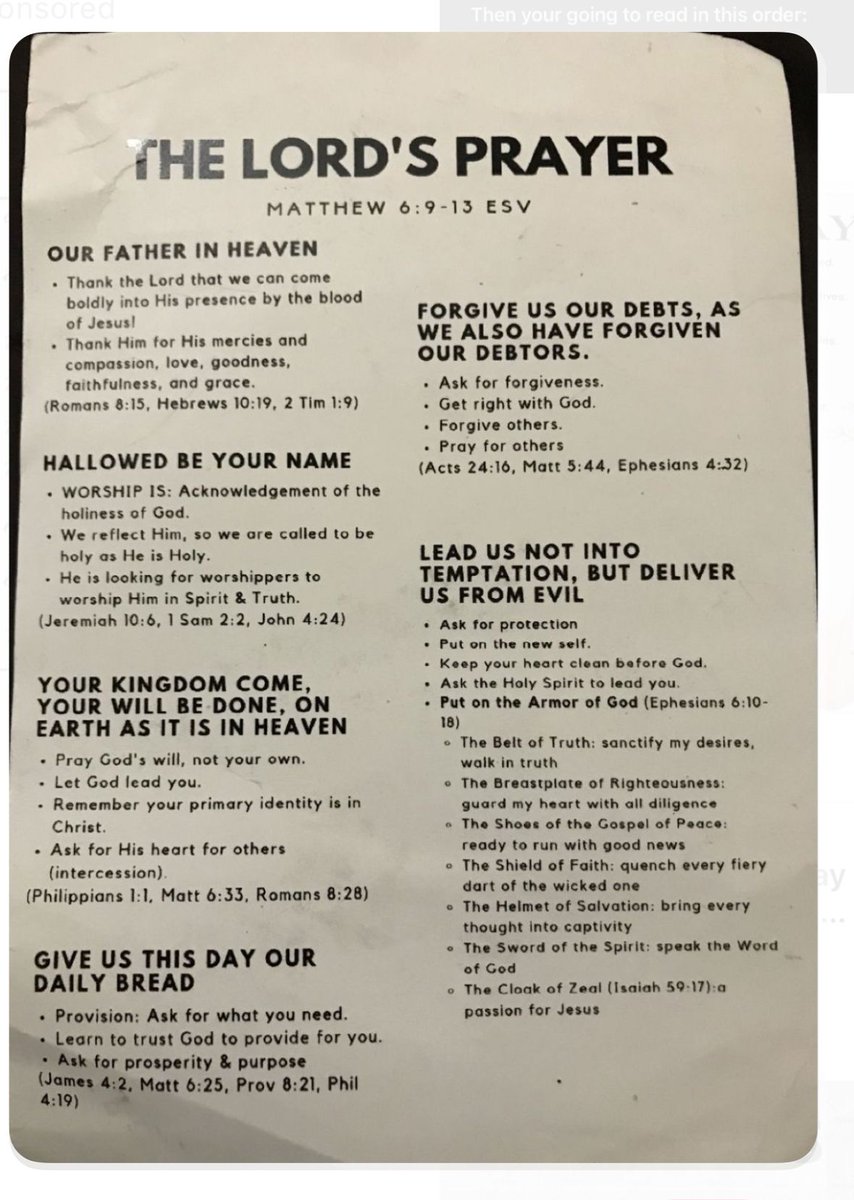 onsored
Then your going to read in this order:
THE LORD'S PRAYER
MATTHEW 6:9-13 ESV
OUR FATHER IN HEAVEN
• Thank the Lord that we can come
boldly into His presence by the blood
of Jesus!
• Thank Him for His mercies and
compassion, love, goodness,
faithfulness, and grace.
(Romans 8:15, Hebrews 10:19, 2 Tim 1:9)
HALLOWED BE YOUR NAME
• WORSHIP IS: Acknowledgement of the
holiness of God.
• We reflect Him, so we are called to be
holy as He is Holy.
• He is looking for worshippers to
worship Him in Spirit & Truth.
(Jeremiah 10:6, 1 Sam 2:2, John 4:24)
YOUR KINGDOM COME,
YOUR WILL BE DONE, ON
EARTH AS IT IS IN HEAVEN
• Pray God's will, not your own.
• Let God lead you.
• Remember your primary identity is in
Christ.
• Ask for His heart for others
(intercession).
(Philippians 1:1, Matt 6:33, Romans 8:28)
GIVE US THIS DAY OUR
DAILY BREAD
• Provision: Ask for what you need.
• Learn to trust God to provide for you.
• Ask for prosperity & purpose
(James 4:2, Matt 6:25, Prov 8:21, Phil
4:19)
FORGIVE US OUR DEBTS, AS
WE ALSO HAVE FORGIVEN
OUR DEBTORS.
• Ask for forgiveness.
• Get right with God.
• Forgive others.
• Pray for others
(Acts 24:16, Matt 5:44, Ephesians 4:32)
LEAD US NOT INTO
TEMPTATION, BUT DELIVER
US FROM EVIL
• Ask for protection
• Put on the new self.
• Keep your heart clean before God.
• Ask the Holy Spirit to lead you.
• Put on the Armor of God (Ephesians 6:10-
18)
◦ The Belt of Truth: sanctify my desires,
walk in truth
◦ The Breastplate of Righteousness:
guard my heart with all diligence
◦ The Shoes of the Gospel of Peace:
ready to run with good news
◦ The Shield of Faith: quench every fiery
dart of the wicked one
◦ The Helmet of Salvation: bring every
thought into captivity
◦ The Sword of the Spirit: speak the Word
of God
◦ The Cloak of Zeal (Isaiah 59:17):a
passion for Jesus